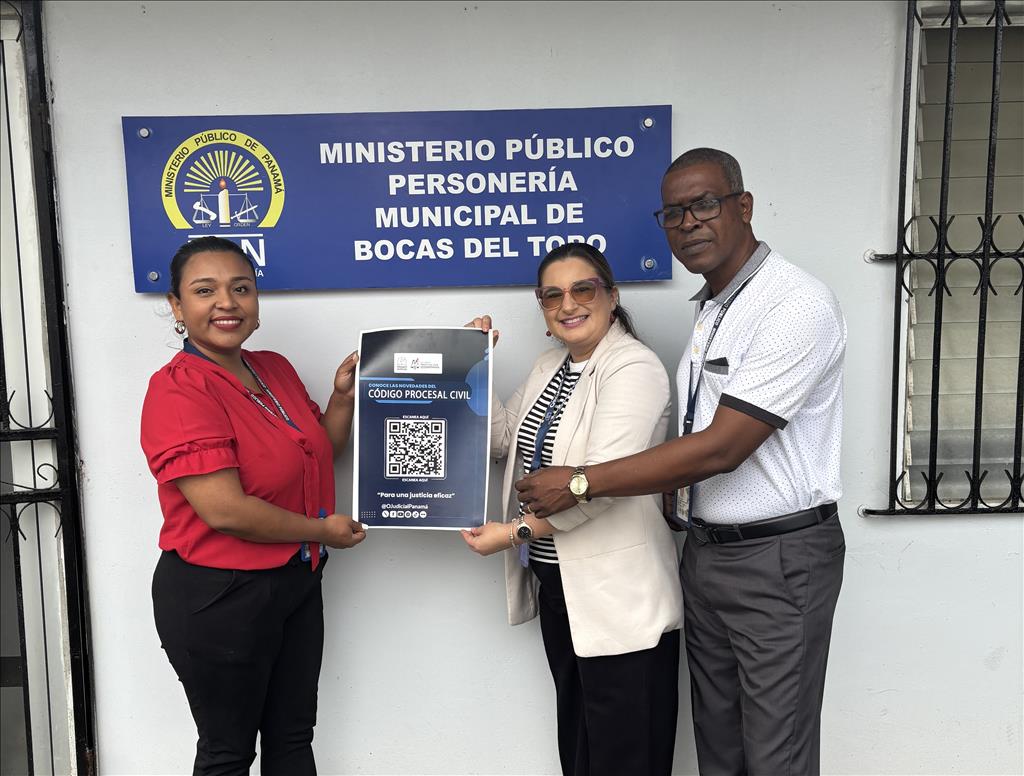 MINISTERIO PÚBLICO DE PANAMÁ
LEY ORDEN
MINISTERIO PÚBLICO
PERSONERÍA
MUNICIPAL DE
BOCAS DEL TORO
CONOCE LAS NOVEDADES DEL
CÓDIGO PROCESAL CIVIL
ESCANEA AQUÍ
ESCANEA AQUÍ
“Para una justicia eficaz”
@OJudicialPanamá